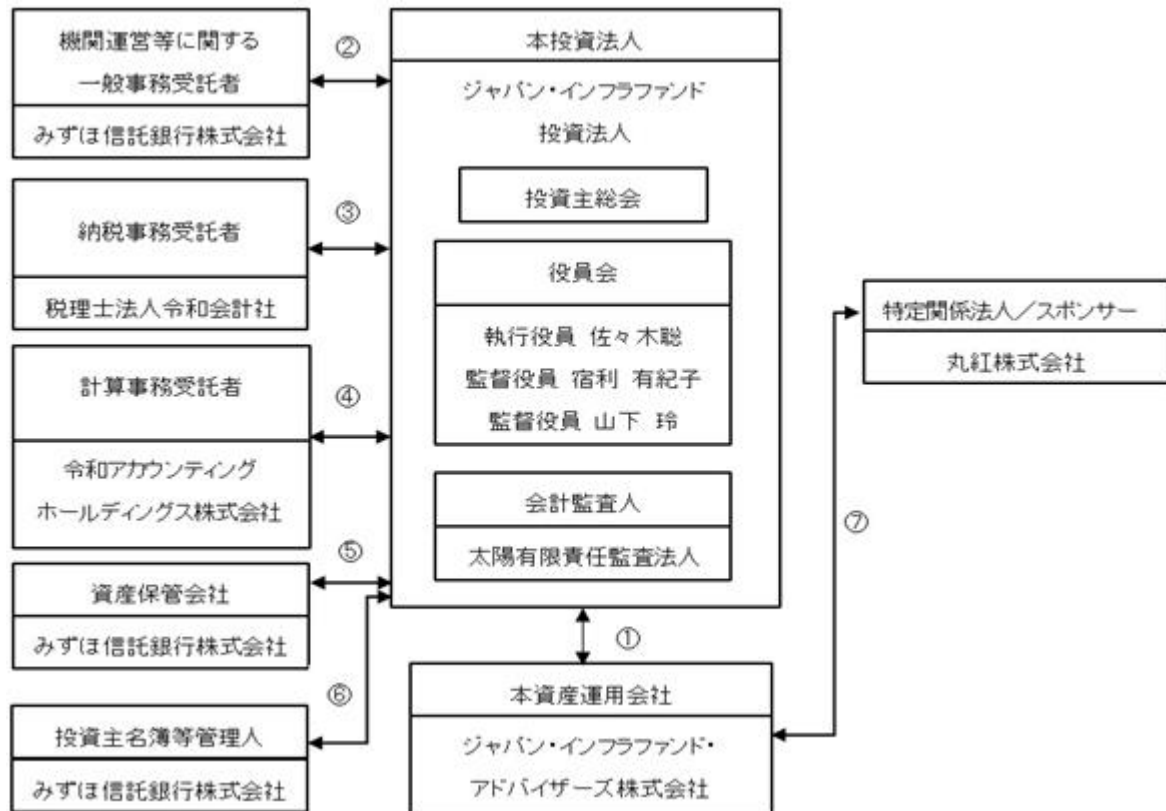 機関運営等に関する
一般事務受託者
みずほ信託銀行株式会社
②
納税事務受託者
税理士法人令和会計社
③
計算事務受託者
令和アカウンティング
ホールディングス株式会社
④
資産保管会社
みずほ信託銀行株式会社
⑤
投資主名簿等管理人
みずほ信託銀行株式会社
⑥
本投資法人
ジャパン・インフラファンド
投資法人
投資主総会
役員会
執行役員 佐々木聡
監督役員 宿利 有紀子
監督役員 山下 玲
会計監査人
太陽有限責任監査法人
①
本資産運用会社
ジャパン・インフラファンド・
アドバイザーズ株式会社
⑦
特定関係法人／スポンサー
丸紅株式会社